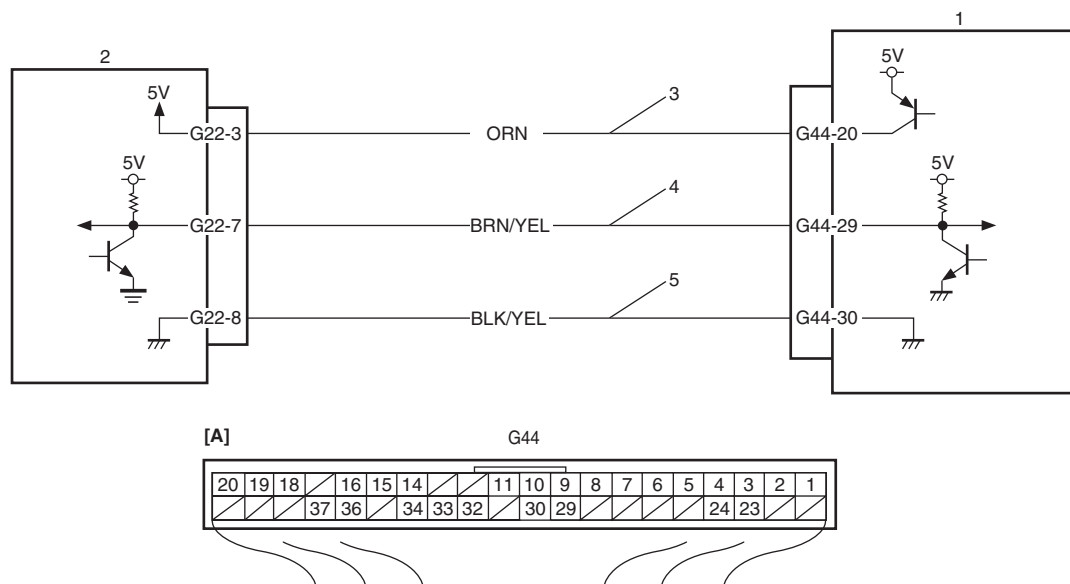 1
2
5V
5V
3
G22-3
ORN
G44-20
5V
5V
4
G22-7
BRN/YEL
G44-29
5
G22-8
BLK/YEL
G44-30
[A]
G44
20 19 18 16 15 14 11 10 9 8 7 6 5 4 3 2 1
37 36 34 33 32 30 29 24 23